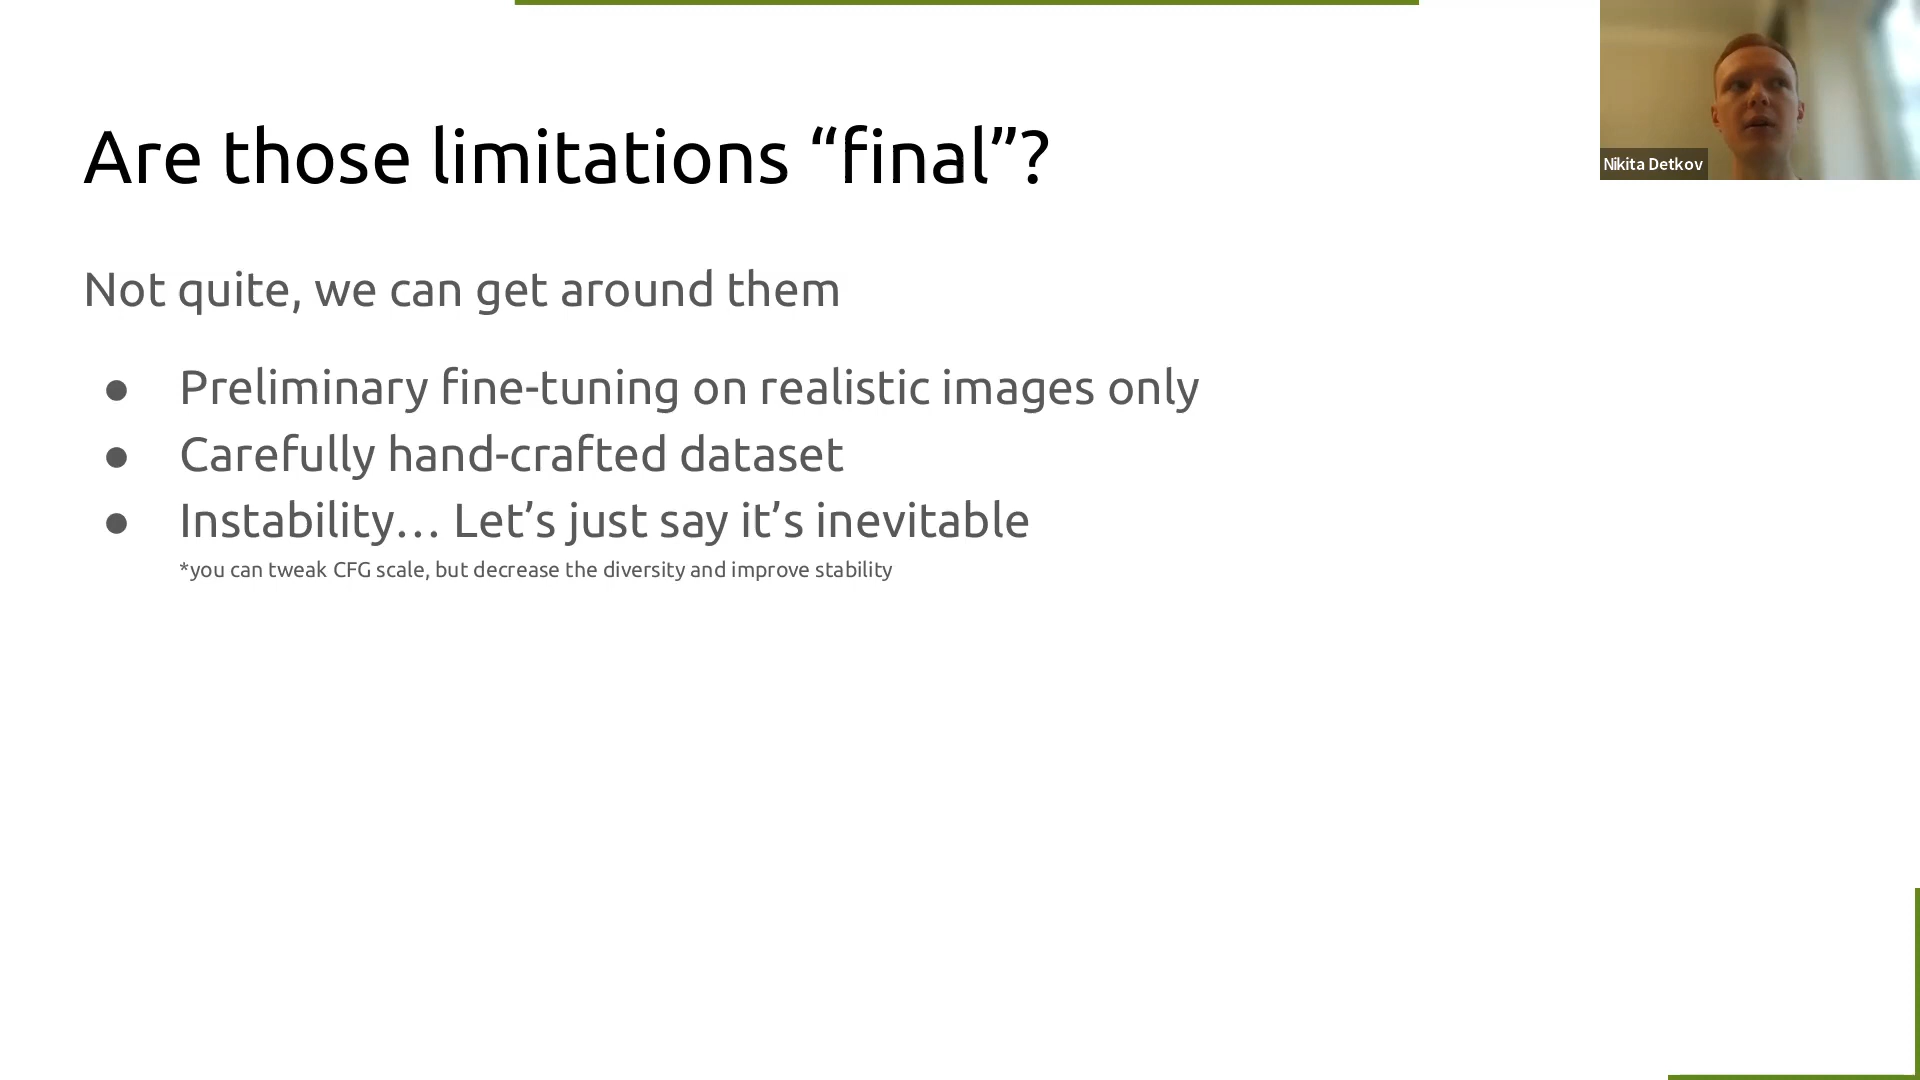 Are those limitations “final”?
Nikita Detkov
Not quite, we can get around them
● Preliminary fine-tuning on realistic images only
● Carefully hand-crafted dataset
● Instability… Let’s just say it’s inevitable
*you can tweak CFG scale, but decrease the diversity and improve stability